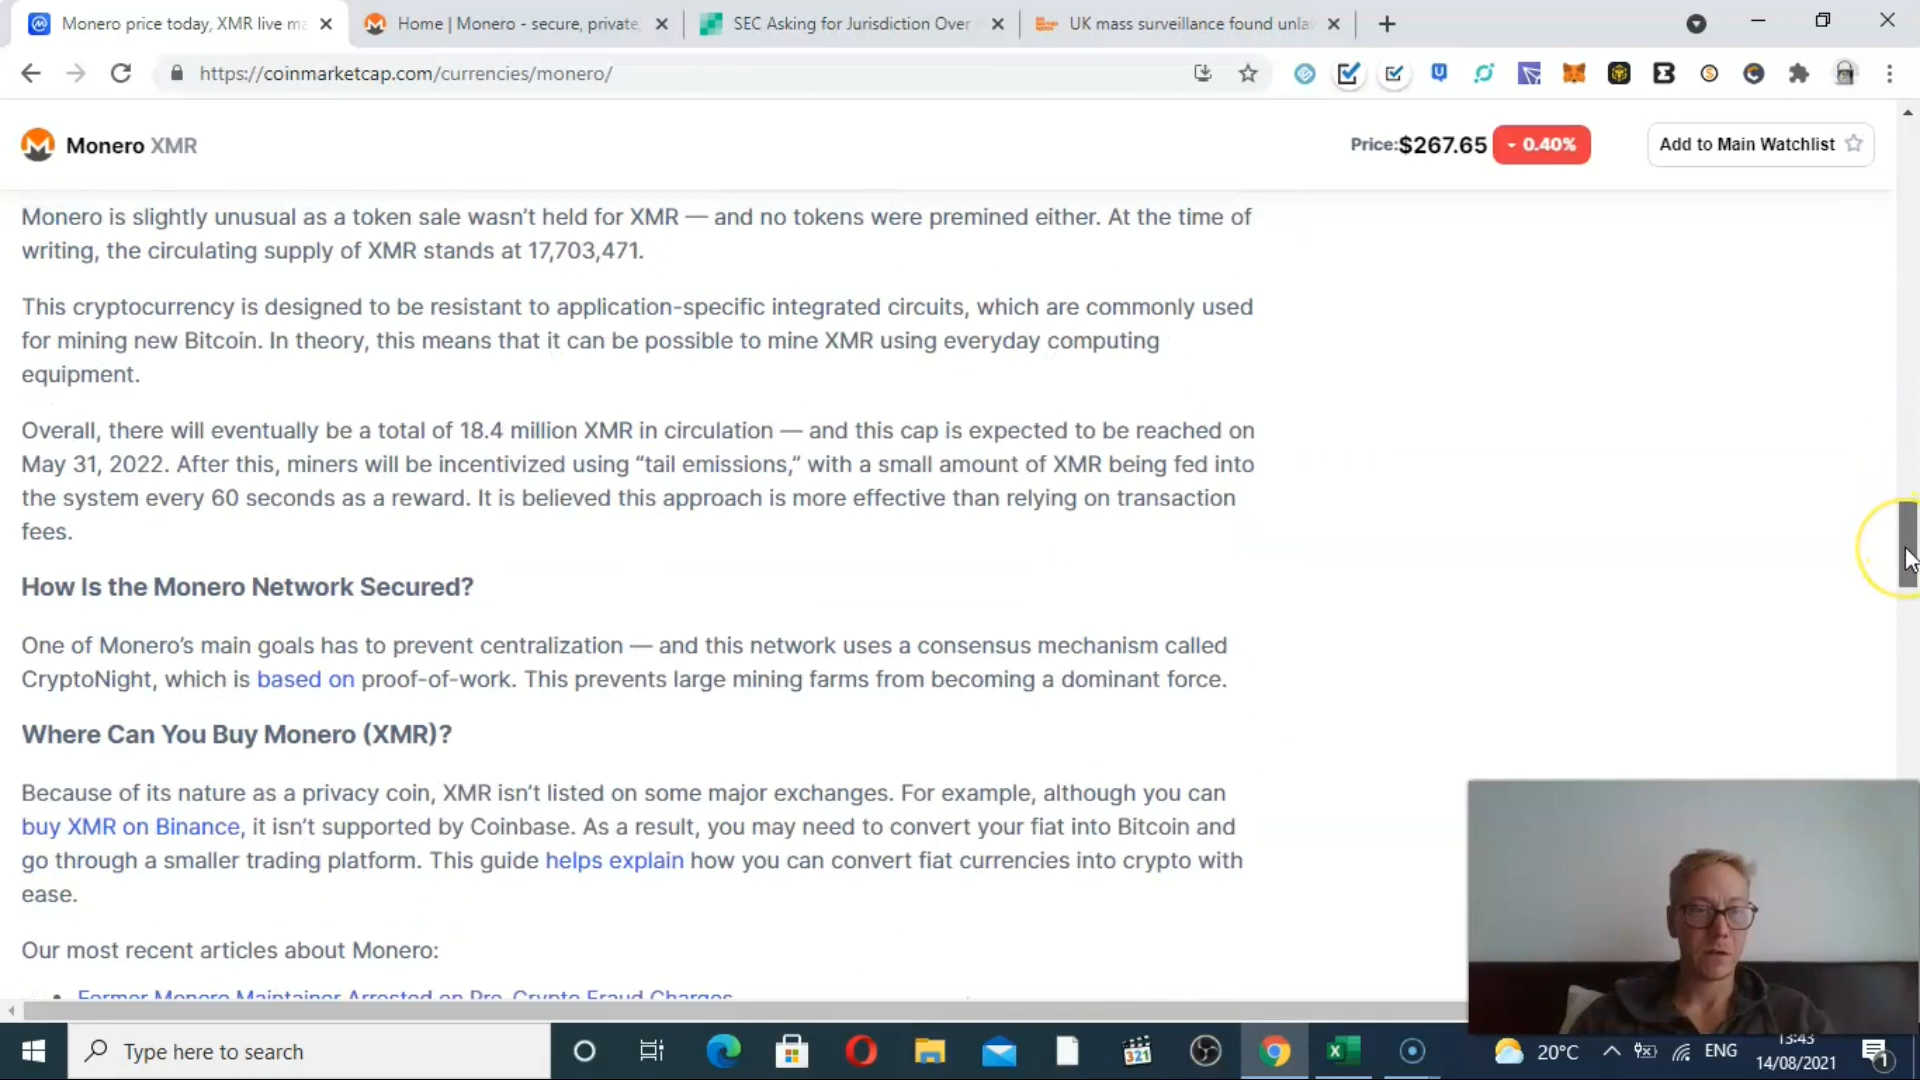 Monero price today, XMR live ma
Home | Monero - secure, private,
SEC Asking for Jurisdiction Over
UK mass surveillance found unla
https://coinmarketcap.com/currencies/monero/
Monero XMR
Price:$267.65
0.40%
Add to Main Watchlist
Monero is slightly unusual as a token sale wasn’t held for XMR — and no tokens were premined either. At the time of
writing, the circulating supply of XMR stands at 17,703,471.
This cryptocurrency is designed to be resistant to application-specific integrated circuits, which are commonly used
for mining new Bitcoin. In theory, this means that it can be possible to mine XMR using everyday computing
equipment.
Overall, there will eventually be a total of 18.4 million XMR in circulation — and this cap is expected to be reached on
May 31, 2022. After this, miners will be incentivized using “tail emissions,” with a small amount of XMR being fed into
the system every 60 seconds as a reward. It is believed this approach is more effective than relying on transaction
fees.
How Is the Monero Network Secured?
One of Monero’s main goals has to prevent centralization — and this network uses a consensus mechanism called
CryptoNight, which is based on proof-of-work. This prevents large mining farms from becoming a dominant force.
Where Can You Buy Monero (XMR)?
Because of its nature as a privacy coin, XMR isn’t listed on some major exchanges. For example, although you can
buy XMR on Binance, it isn’t supported by Coinbase. As a result, you may need to convert your fiat into Bitcoin and
go through a smaller trading platform. This guide helps explain how you can convert fiat currencies into crypto with
ease.
Our most recent articles about Monero:
Former Monero Maintainer Arrested on Pre-Crypto Fraud Charges
Type here to search
321
20°C
ENG
13:43
14/08/2021
1